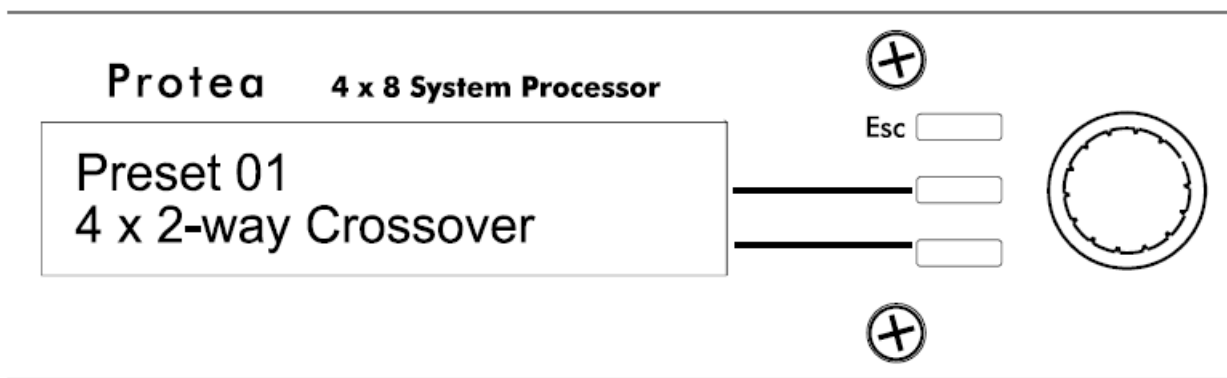 Protea 4 x 8 System Processor
Esc
Preset 01
4 x 2-way Crossover